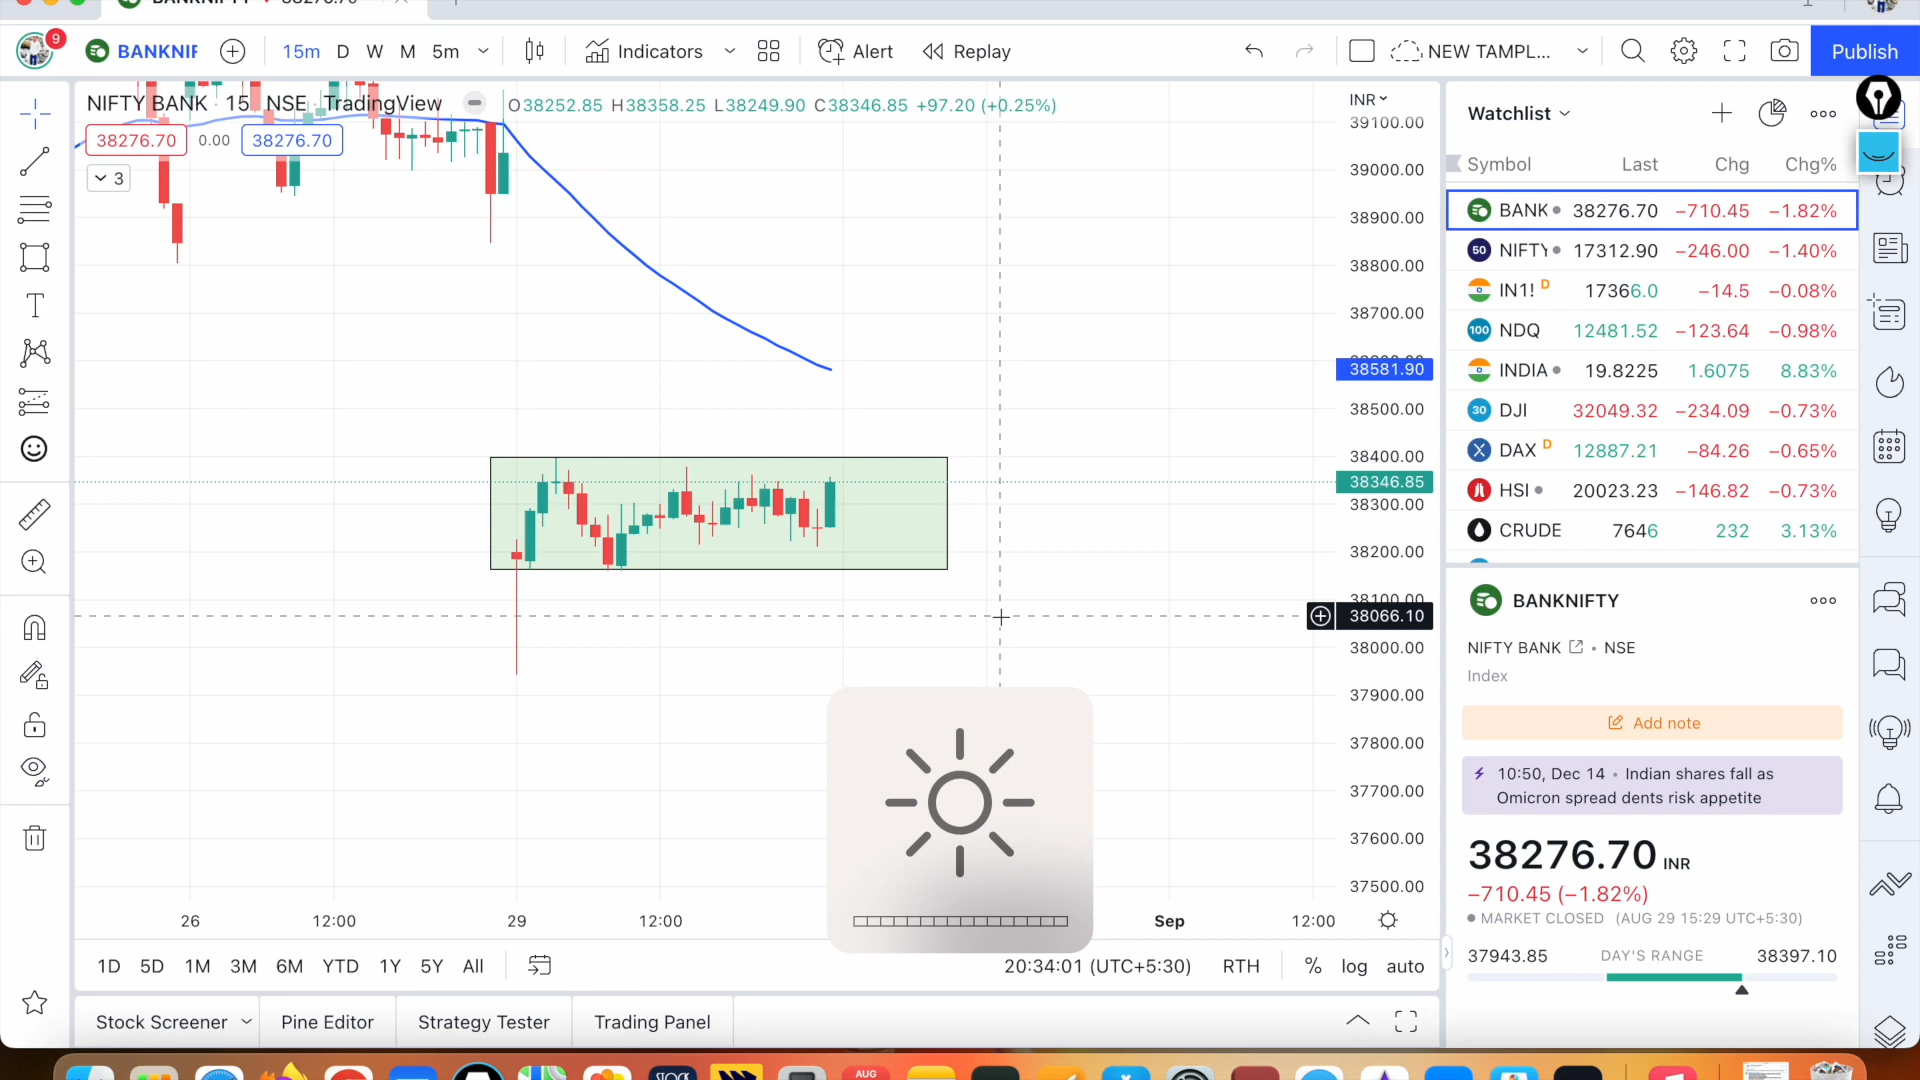 9
BANKNIF
15m D W M 5m
Indicators
Alert
Replay
NEW TAMPL...
Publish
NIFTY BANK 15 NSE TradingView
O38252.85 H38358.25 L38249.90 C38346.85 +97.20 (+0.25%)
INR
38276.70 0.00 38276.70
3
39100.00
39000.00
38900.00
38800.00
38700.00
38581.90
38500.00
38400.00
38346.85
38300.00
38200.00
38100.00
38066.10
38000.00
37900.00
37800.00
37700.00
37600.00
37500.00
26 12:00 29 12:00 Sep 12:00
1D 5D 1M 3M 6M YTD 1Y 5Y All
20:34:01 (UTC+5:30) RTH % log auto
Stock Screener Pine Editor Strategy Tester Trading Panel
Watchlist
Symbol Last Chg Chg%
BANK 38276.70 −710.45 −1.82%
50 NIFTY 17312.90 −246.00 −1.40%
IN1! D 17366.0 −14.5 −0.08%
100 NDQ 12481.52 −123.64 −0.98%
INDIA 19.8225 1.6075 8.83%
30 DJI 32049.32 −234.09 −0.73%
DAX D 12887.21 −84.26 −0.65%
HSI 20023.23 −146.82 −0.73%
CRUDE 7646 232 3.13%
BANKNIFTY
NIFTY BANK • NSE
Index
Add note
10:50, Dec 14 • Indian shares fall as
Omicron spread dents risk appetite
38276.70 INR
−710.45 (−1.82%)
MARKET CLOSED (AUG 29 15:29 UTC+5:30)
37943.85 DAY'S RANGE 38397.10
STOCK
AUG